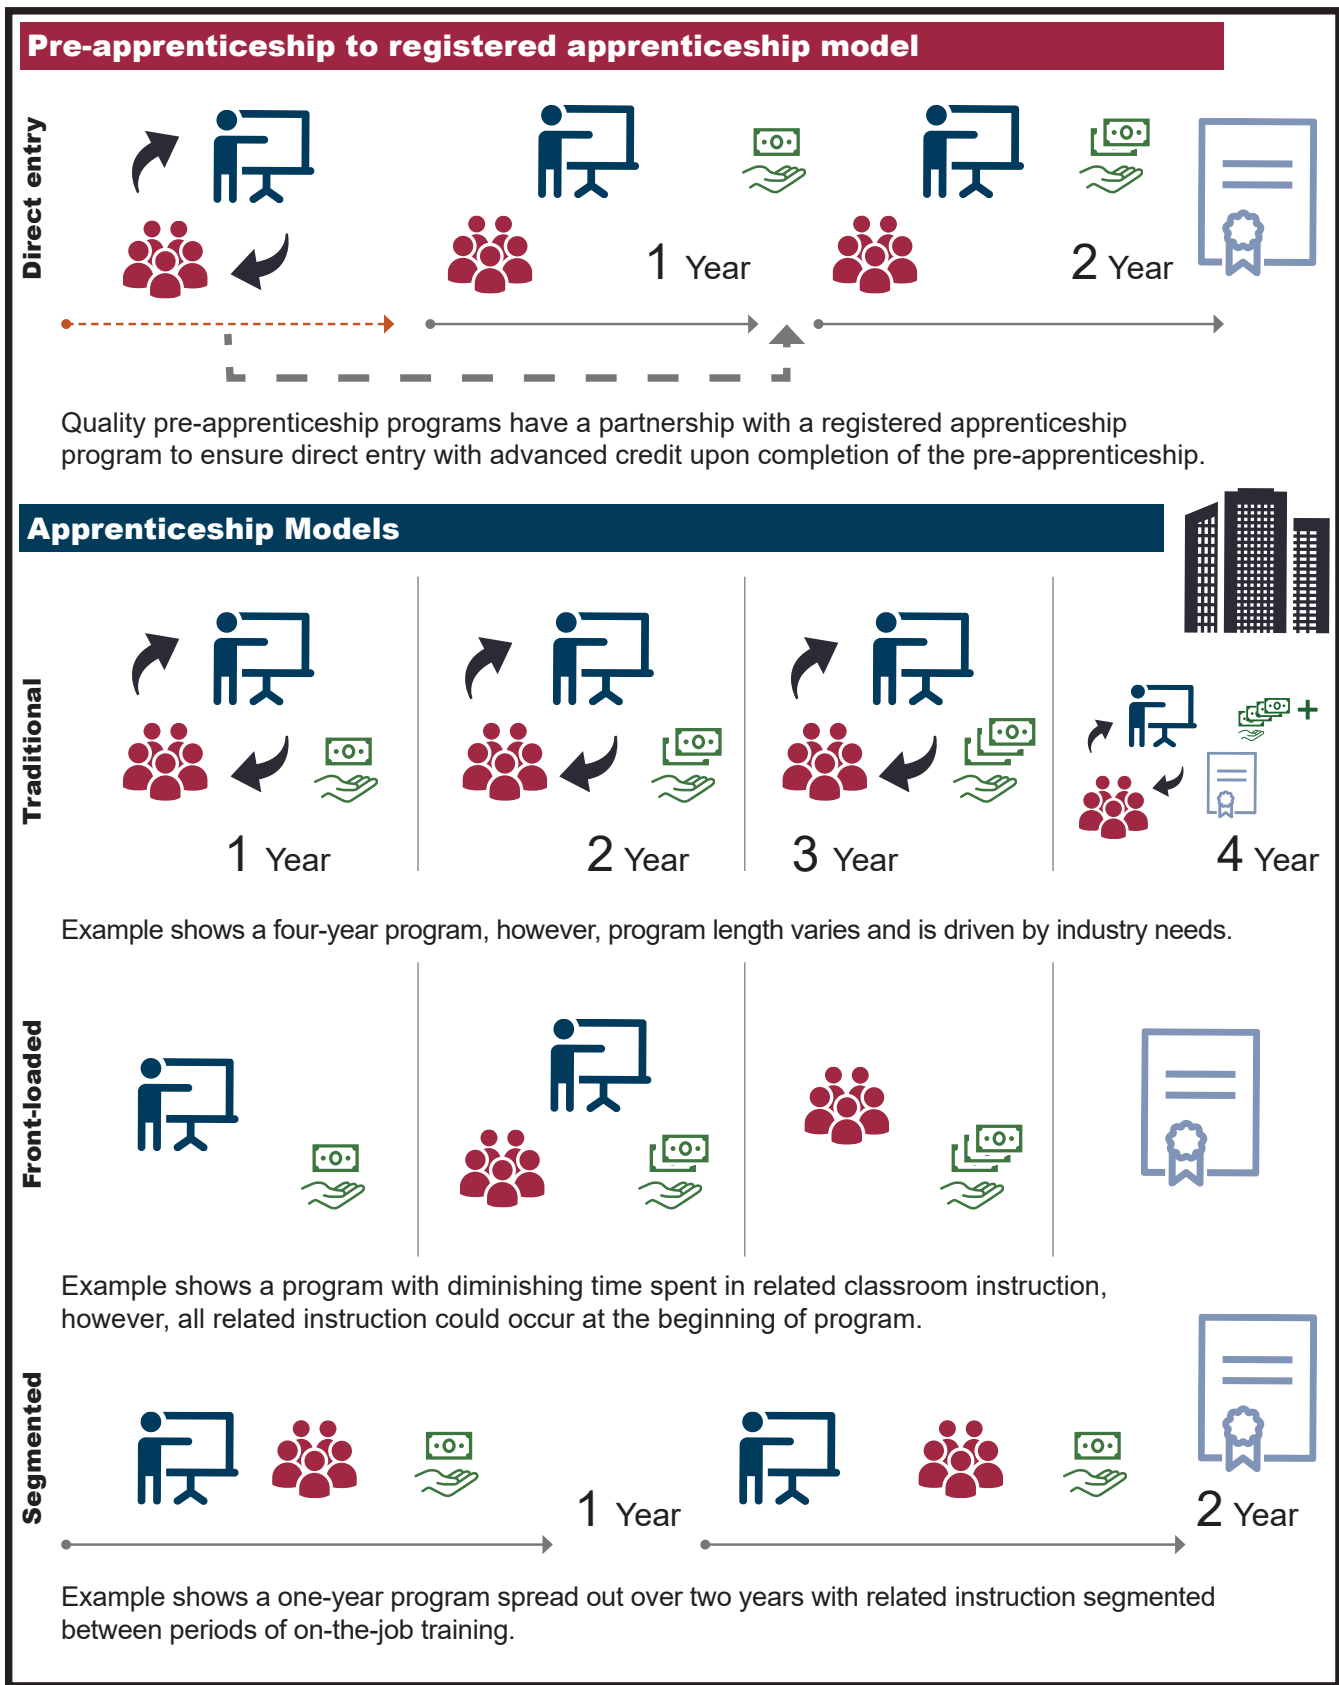 Pre-apprenticeship to registered apprenticeship model
Direct entry
1 Year
2 Year
Quality pre-apprenticeship programs have a partnership with a registered apprenticeship
program to ensure direct entry with advanced credit upon completion of the pre-apprenticeship.
Apprenticeship Models
Traditional
1 Year
2 Year
3 Year
4 Year
Example shows a four-year program, however, program length varies and is driven by industry needs.
Front-loaded
Example shows a program with diminishing time spent in related classroom instruction,
however, all related instruction could occur at the beginning of program.
Segmented
1 Year
2 Year
Example shows a one-year program spread out over two years with related instruction segmented
between periods of on-the-job training.